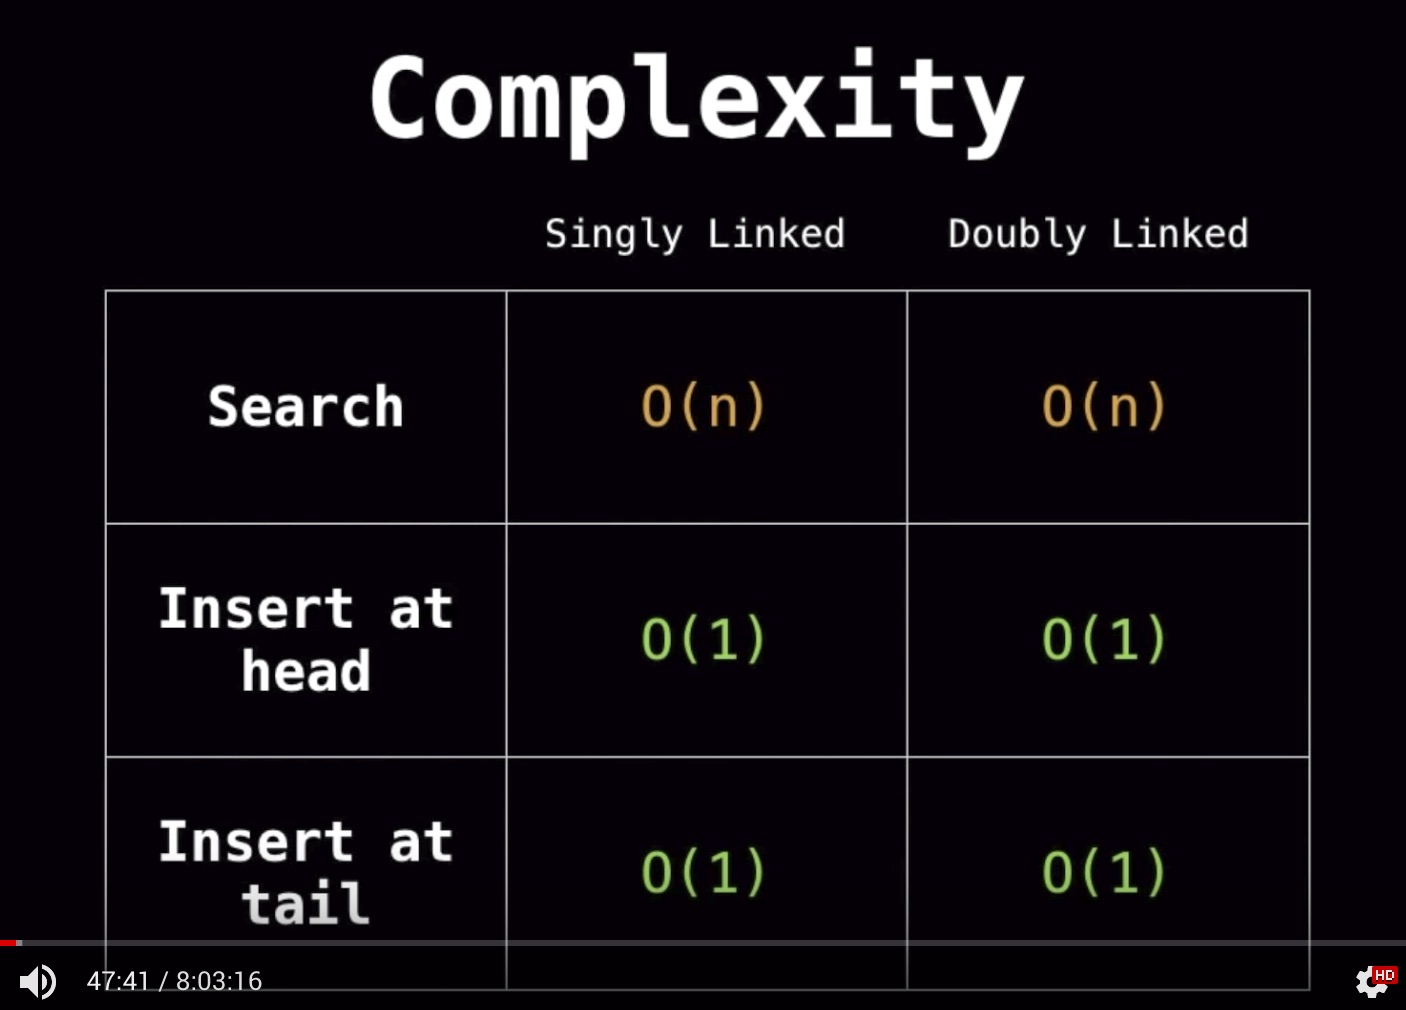 Complexity
Singly Linked Doubly Linked
Search O(n) O(n)
Insert at
head O(1) O(1)
Insert at
tail O(1) O(1)
47:41 / 8:03:16 HD